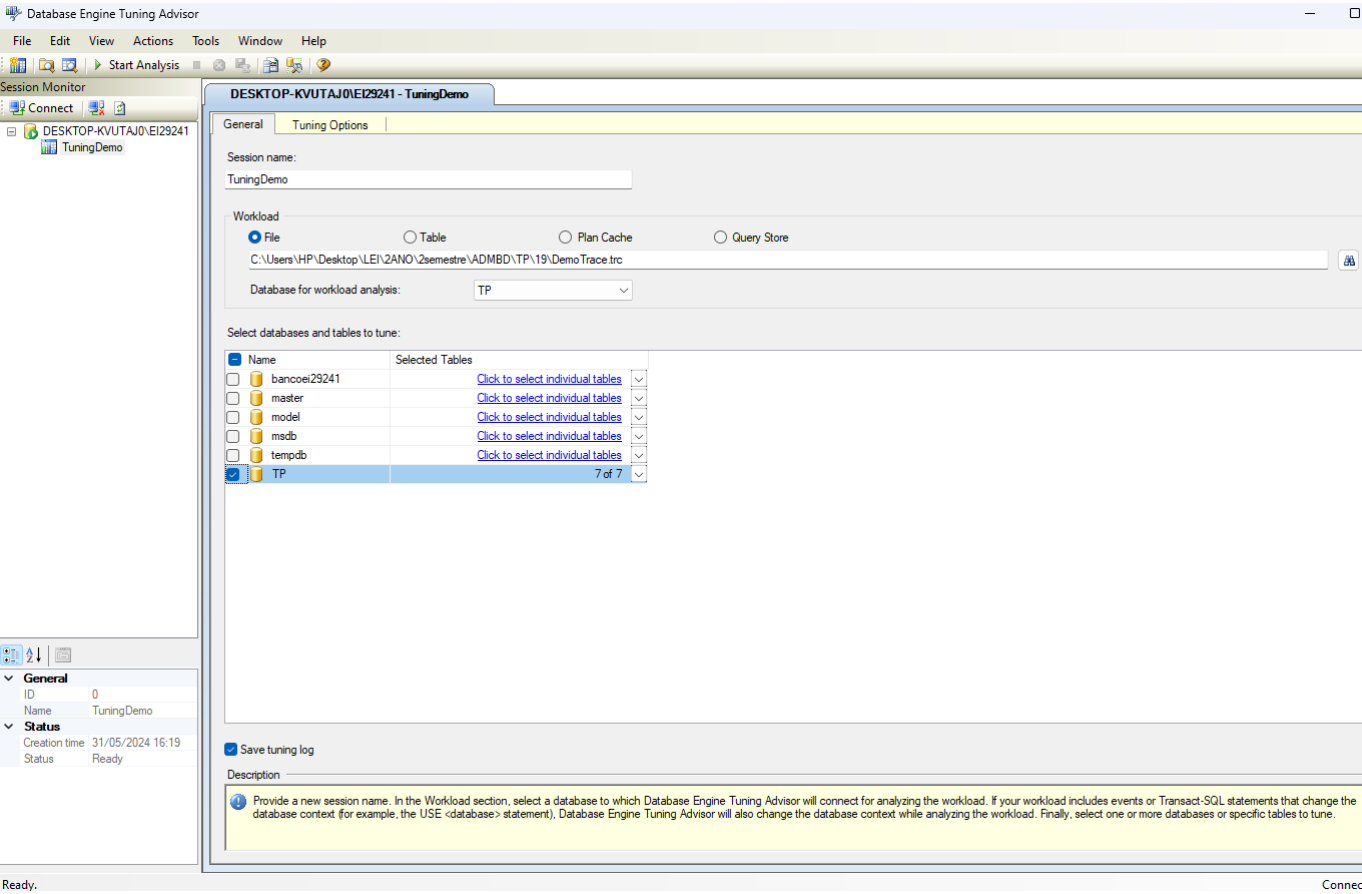 Database Engine Tuning Advisor
File Edit View Actions Tools Window Help
Start Analysis
Session Monitor
Connect
DESKTOP-KVUTAJ0\EI29241
TuningDemo
DESKTOP-KVUTAJ0\EI29241 - TuningDemo
General Tuning Options
Session name:
TuningDemo
Workload
File Table Plan Cache Query Store
C:\Users\HP\Desktop\LEI\2ANO\2semestre\ADMBD\TP\19\DemoTrace.trc
Database for workload analysis: TP
Select databases and tables to tune:
Name Selected Tables
bancoei29241 Click to select individual tables
master Click to select individual tables
model Click to select individual tables
msdb Click to select individual tables
tempdb Click to select individual tables
TP 7 of 7
General
ID 0
Name TuningDemo
Status
Creation time 31/05/2024 16:19
Status Ready
Save tuning log
Description
Provide a new session name. In the Workload section, select a database to which Database Engine Tuning Advisor will connect for analyzing the workload. If your workload includes events or Transact-SQL statements that change the
database context (for example, the USE <database> statement), Database Engine Tuning Advisor will also change the database context while analyzing the workload. Finally, select one or more databases or specific tables to tune.
Ready. Connec